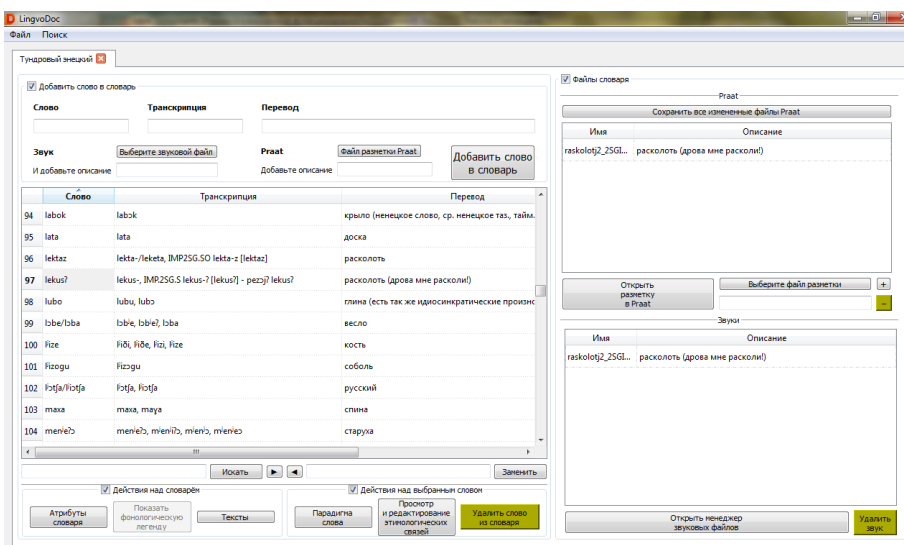 LingvoDoc
Файл Поиск
Тундровый энецкий
Добавить слово в словарь
Слово Транскрипция Перевод
Звук Выберите звуковой файл Praat Файл разметки Praat Добавить слово в словарь
И добавьте описание Добавьте описание
Слово Транскрипция Перевод
94 labok labɔk крыло (ненецкое слово, ср. ненецкое таз., тайм.
95 lata lata доска
96 lektaz lekta-/leketa, IMP2SG.SO lekta-z [lektaz] расколоть
97 lekus? lekus-, IMP.2SG.S lekus-? [lekus?] - pezɔj? lekus? расколоть (дрова мне расколи!)
98 lubo lubu, lubɔ глина (есть так же идиосинкратические произно
99 lɔbe/lɔba lɔbʲe, lɔbʲe?, lɔba весло
100 lʲize lʲiði, lʲiðe, lʲizi, lʲize кость
101 lʲizogu lʲizɔgu соболь
102 lʲɔtʃa/lʲiɔtʃa lʲɔtʃa, lʲiɔtʃa русский
103 maxa maxa, maɣa спина
104 menʲe?ɔ menʲe?ɔ, mʲenʲi?ɔ, mʲenʲɔ, mʲenʲeɔ старуха
Искать Заменить
Действия над словарём
Атрибуты словаря
Показать фонологическую легенду
Тексты
Действия над выбранным словом
Парадигма слова
Просмотр и редактирование этимологических связей
Удалить слово из словаря
Файлы словаря
Praat
Сохранить все измененные файлы Praat
Имя Описание
raskolotj2_2SGI... расколоть (дрова мне расколи!)
Открыть разметку в Praat
Выберите файл разметки +
-
Звуки
Имя Описание
raskolotj2_2SGI... расколоть (дрова мне расколи!)
Открыть менеджер звуковых файлов
Удалить звук